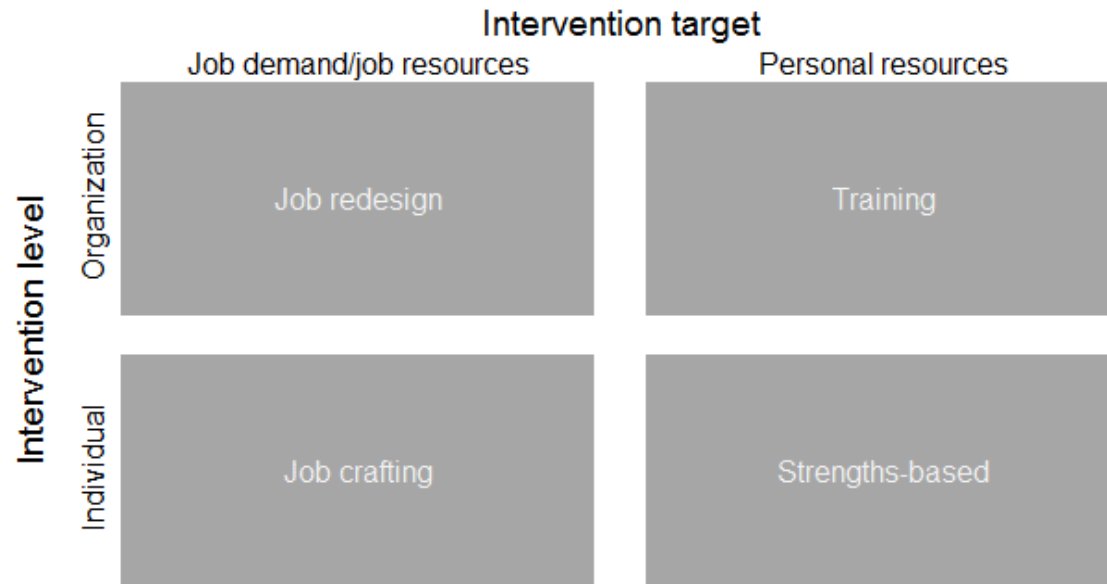 Intervention target
Job demand/job resources
Personal resources
Intervention level
Organization
Job redesign
Training
Individual
Job crafting
Strengths-based